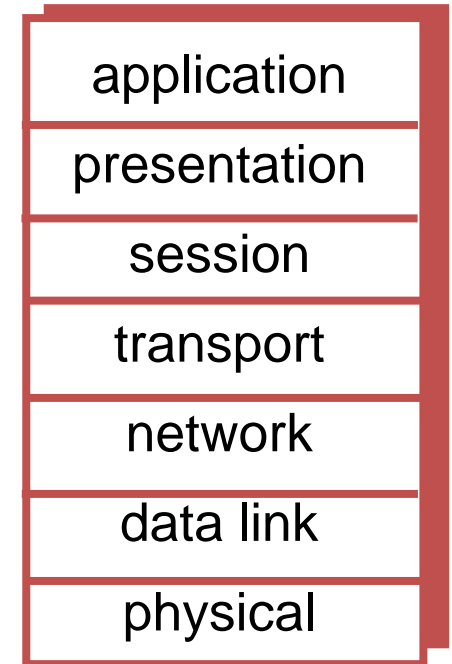 application
presentation
session
transport
network
data link
physical